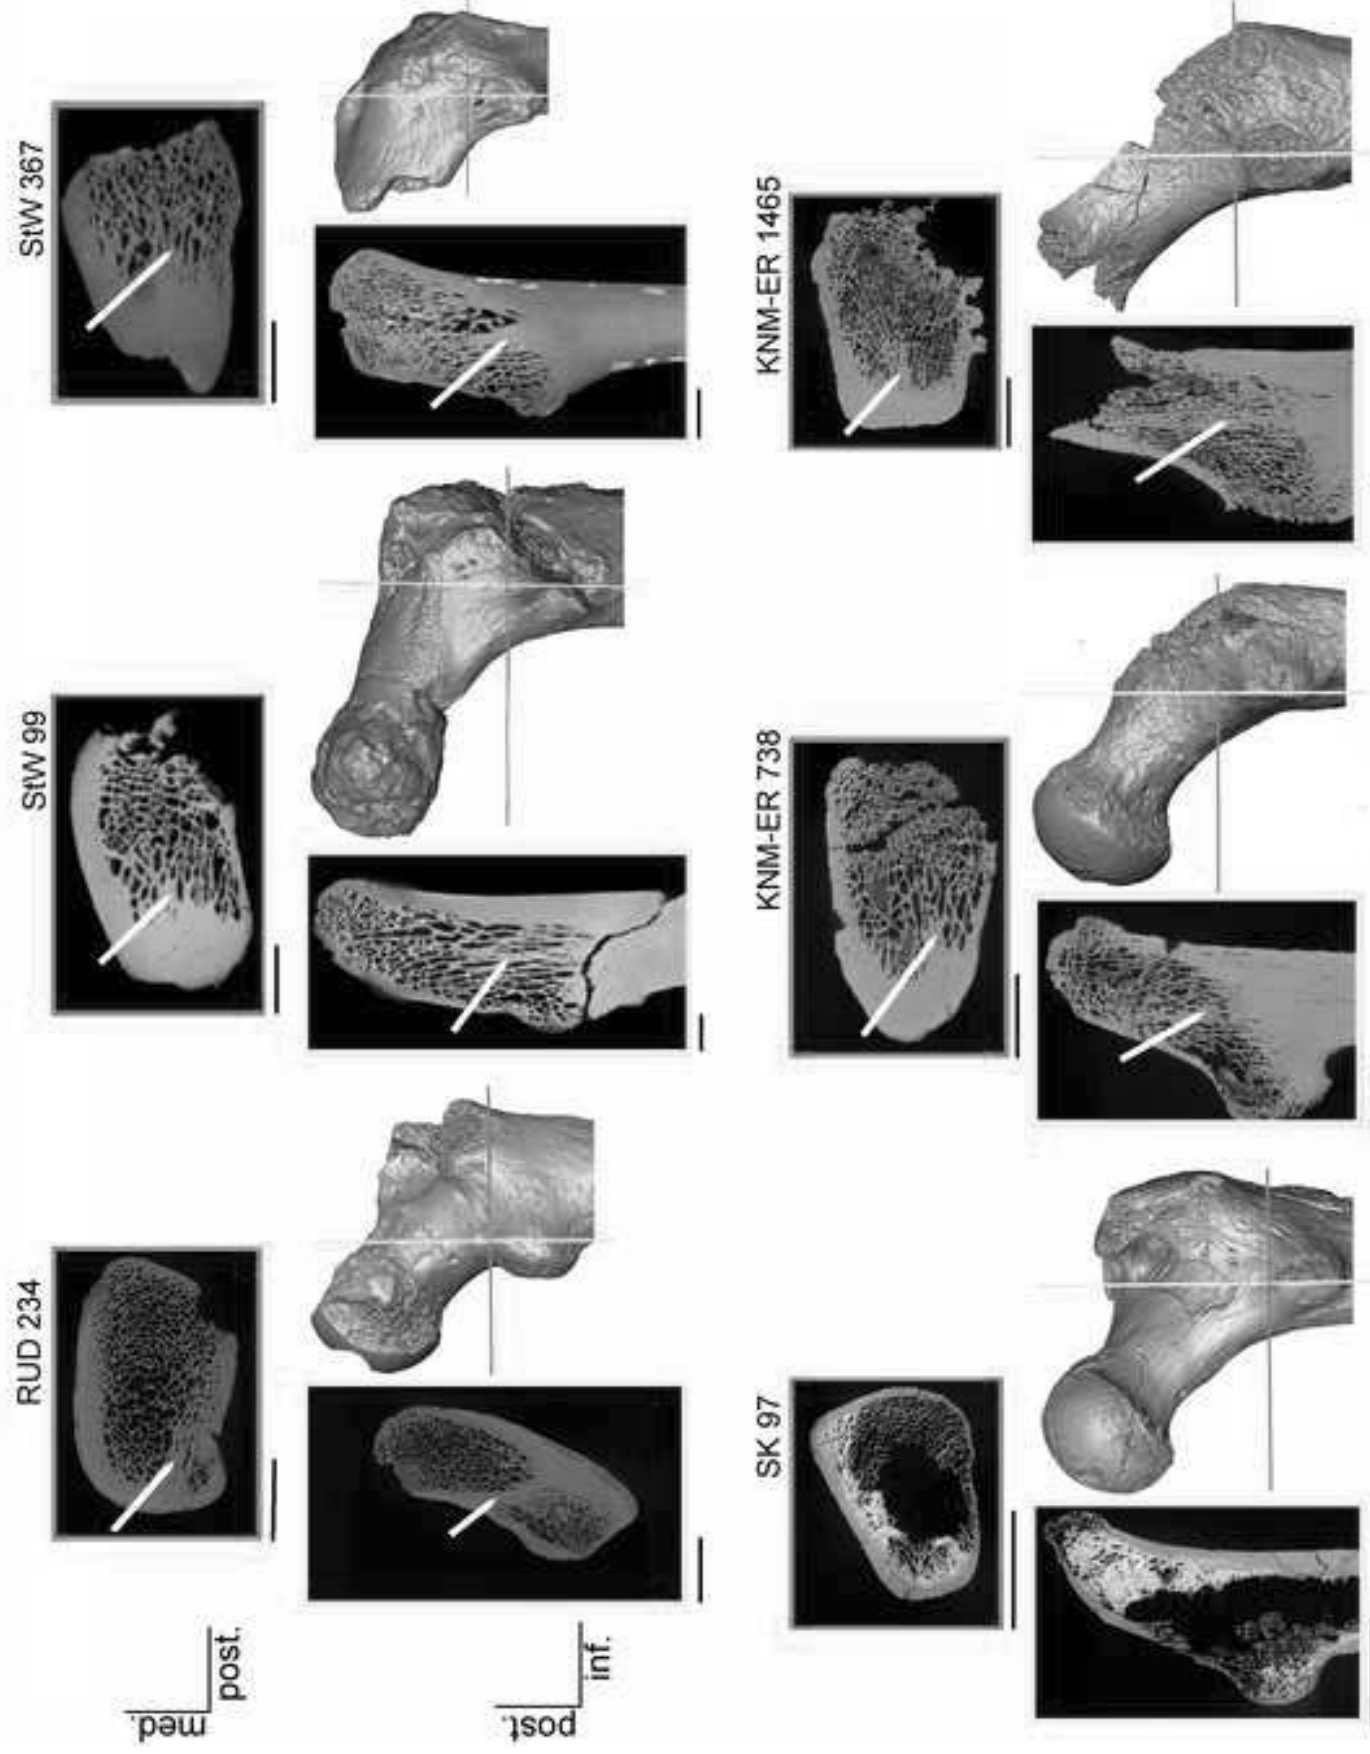 RUD 234
StW 99
StW 367
med.
post.
post.
inf.
SK 97
KNM-ER 738
KNM-ER 1465